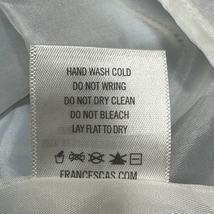 HAND WASH COLD
DO NOT WRING
DO NOT DRY CLEAN
DO NOT BLEACH
LAY FLAT TO DRY
FRANCESCAS.COM